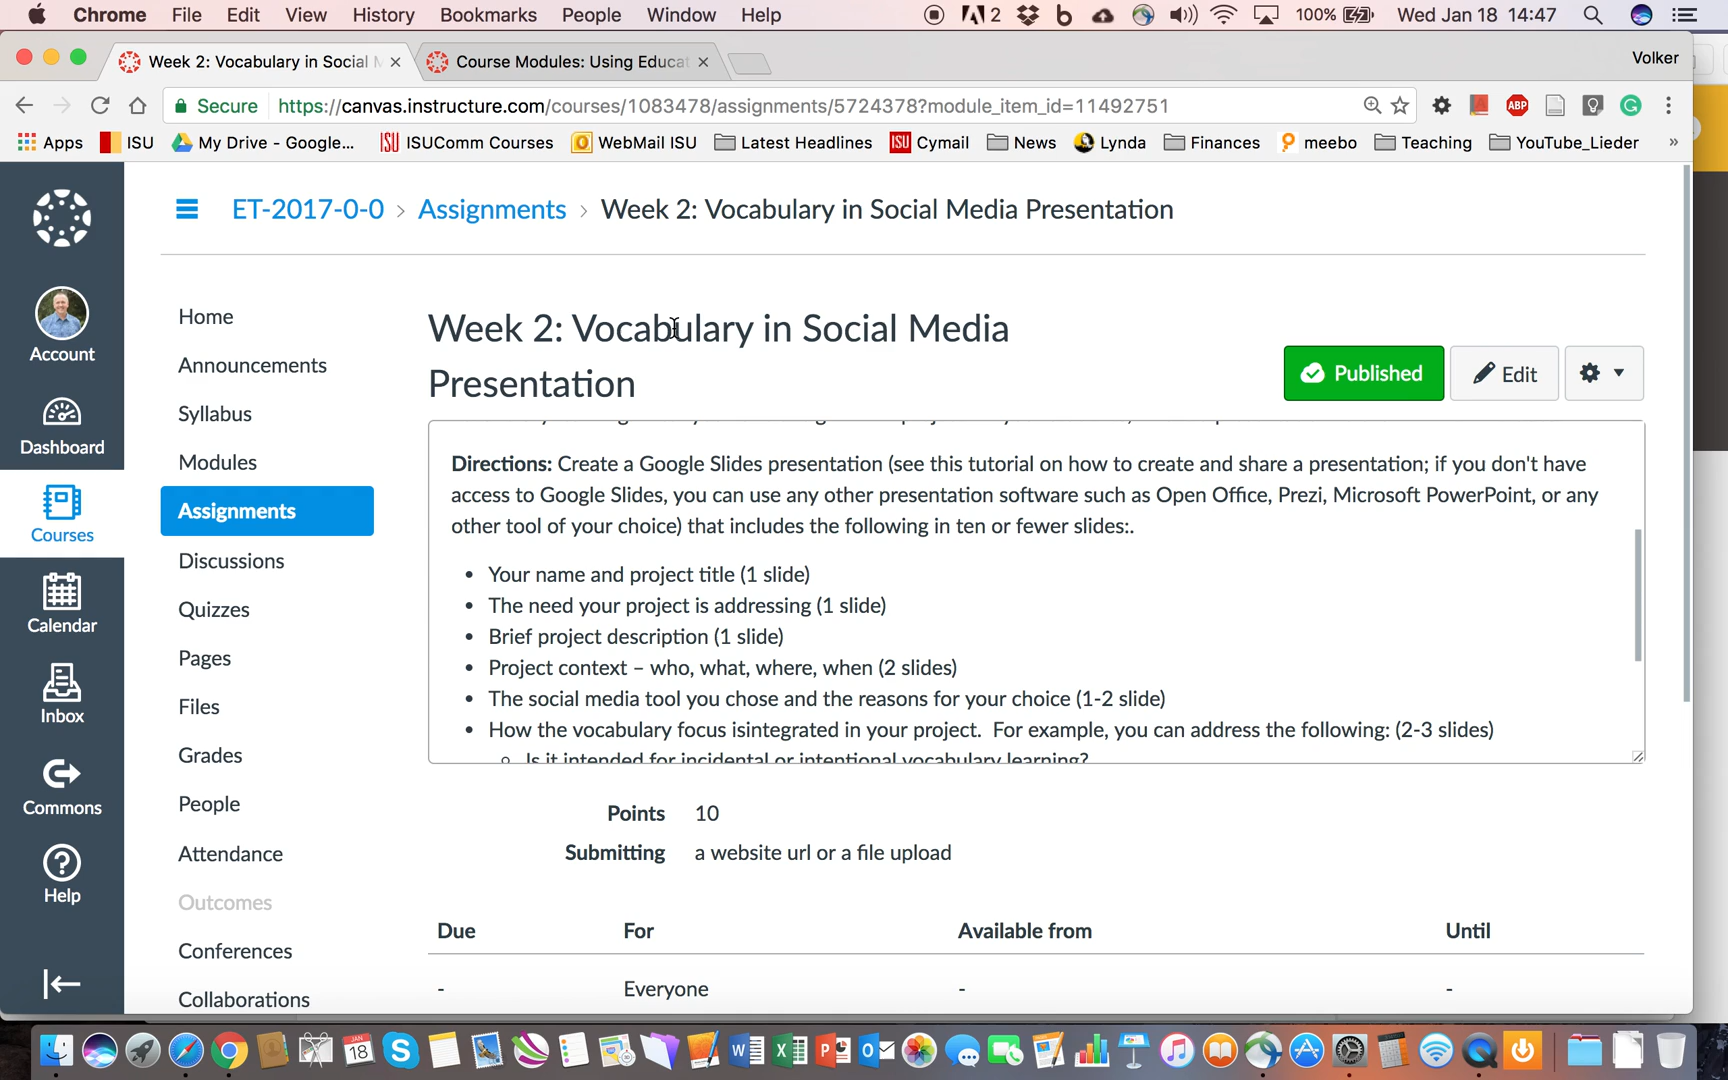 Chrome File Edit View History Bookmarks People Window Help 2 100% Wed Jan 18 14:47
Week 2: Vocabulary in Social M Course Modules: Using Educat Volker
Secure https://canvas.instructure.com/courses/1083478/assignments/5724378?module_item_id=11492751 ABP
Apps ISU My Drive - Google... ISUComm Courses WebMail ISU Latest Headlines ISU Cymail News Lynda Finances meebo Teaching YouTube_Lieder »
ET-2017-0-0 > Assignments > Week 2: Vocabulary in Social Media Presentation
Account
Dashboard
Courses
Calendar
Inbox
Commons
Help
Home
Announcements
Syllabus
Modules
Assignments
Discussions
Quizzes
Pages
Files
Grades
People
Attendance
Outcomes
Conferences
Collaborations
Week 2: Vocabulary in Social Media
Presentation
Published Edit
Directions: Create a Google Slides presentation (see this tutorial on how to create and share a presentation; if you don't have
access to Google Slides, you can use any other presentation software such as Open Office, Prezi, Microsoft PowerPoint, or any
other tool of your choice) that includes the following in ten or fewer slides:.
• Your name and project title (1 slide)
• The need your project is addressing (1 slide)
• Brief project description (1 slide)
• Project context – who, what, where, when (2 slides)
• The social media tool you chose and the reasons for your choice (1-2 slide)
• How the vocabulary focus isintegrated in your project. For example, you can address the following: (2-3 slides)
Is it intended for incidental or intentional vocabulary learning?
Points 10
Submitting a website url or a file upload
Due For Available from Until
- Everyone - -
JAN
18